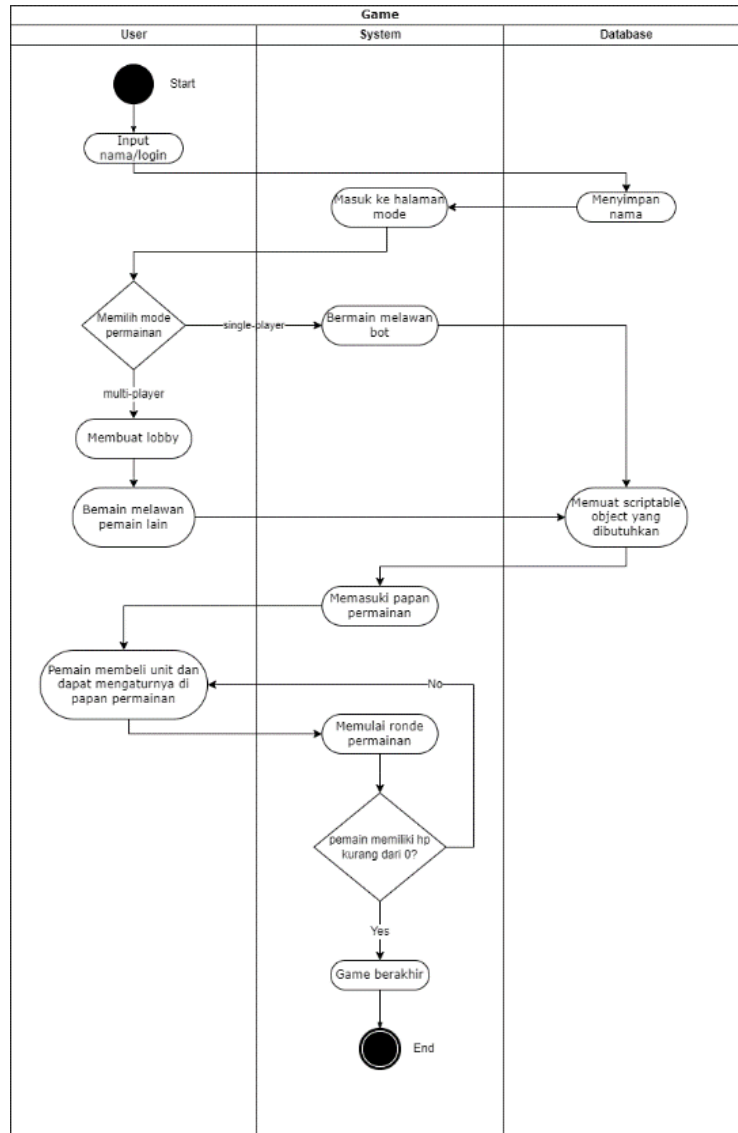 Game
User
System
Database
Start
Input
nama/login
Masuk ke halaman
mode
Menyimpan
nama
Memilih mode
permainan
single-player
Bermain melawan
bot
multi-player
Membuat lobby
Bemain melawan
pemain lain
Memuat scriptable
object yang
dibutuhkan
Memasuki papan
permainan
Pemain membeli unit dan
dapat mengaturnya di
papan permainan
No
Memulai ronde
permainan
pemain memiliki hp
kurang dari 0?
Yes
Game berakhir
End